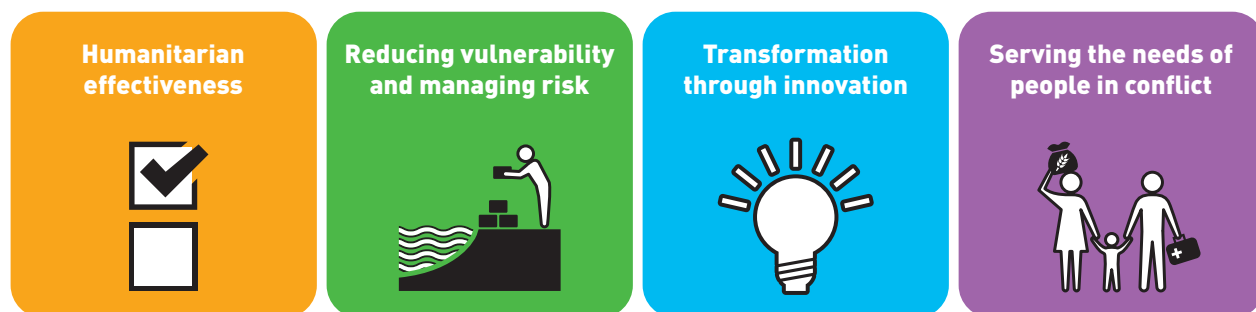 Humanitarian
effectiveness
Reducing vulnerability
and managing risk
Transformation
through innovation
Serving the needs of
people in conflict